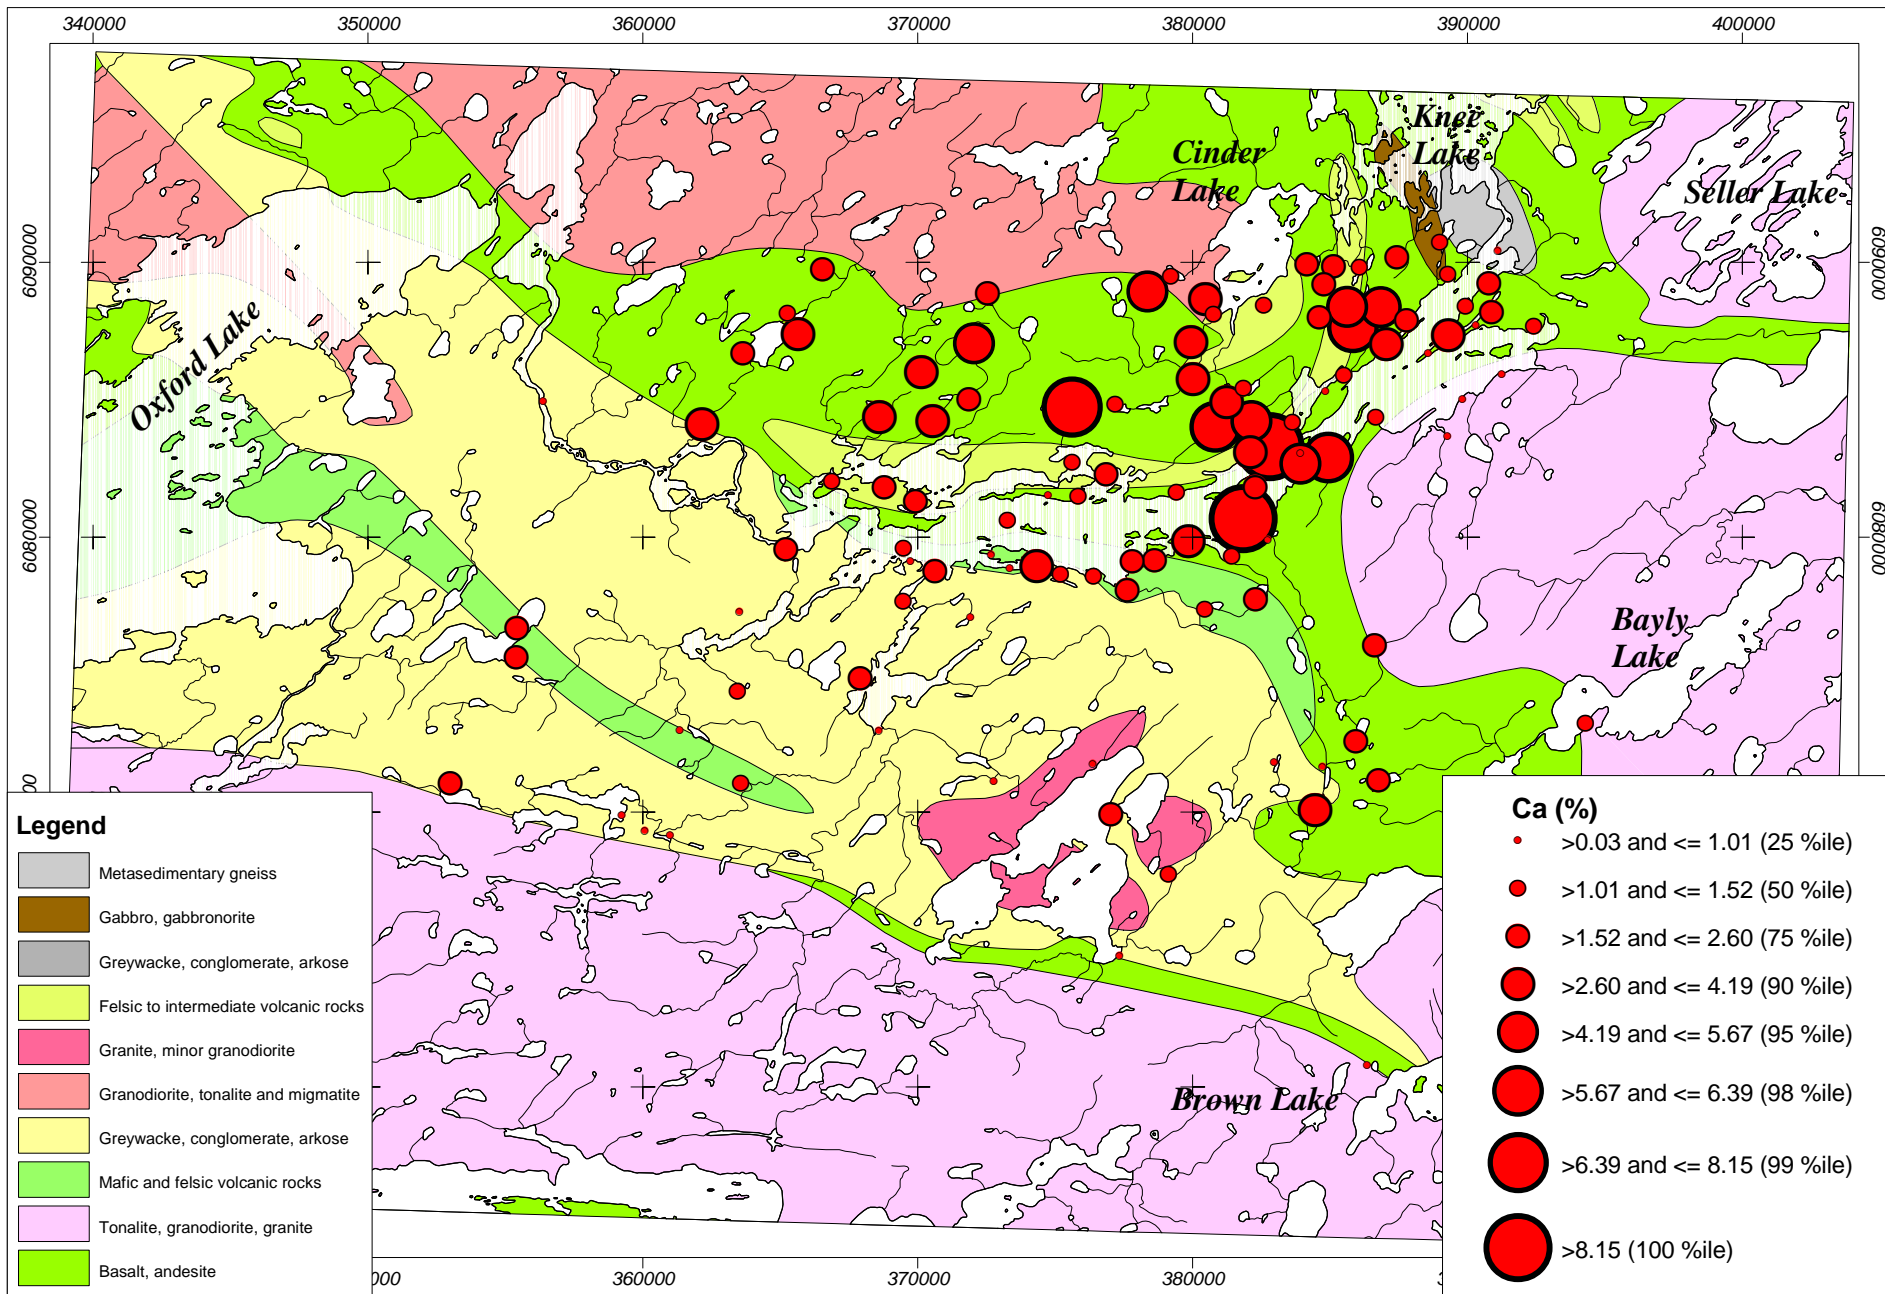 340000 350000 360000 370000 380000 390000 400000
Knee
Lake
Cinder
Lake
Seller Lake
6090000
6090000
Oxford Lake
6080000
6080000
Bayly
Lake
Brown Lake
Legend
Metasedimentary gneiss
Gabbro, gabbronorite
Greywacke, conglomerate, arkose
Felsic to intermediate volcanic rocks
Granite, minor granodiorite
Granodiorite, tonalite and migmatite
Greywacke, conglomerate, arkose
Mafic and felsic volcanic rocks
Tonalite, granodiorite, granite
Basalt, andesite
Ca (%)
>0.03 and <= 1.01 (25 %ile)
>1.01 and <= 1.52 (50 %ile)
>1.52 and <= 2.60 (75 %ile)
>2.60 and <= 4.19 (90 %ile)
>4.19 and <= 5.67 (95 %ile)
>5.67 and <= 6.39 (98 %ile)
>6.39 and <= 8.15 (99 %ile)
>8.15 (100 %ile)
360000 370000 380000